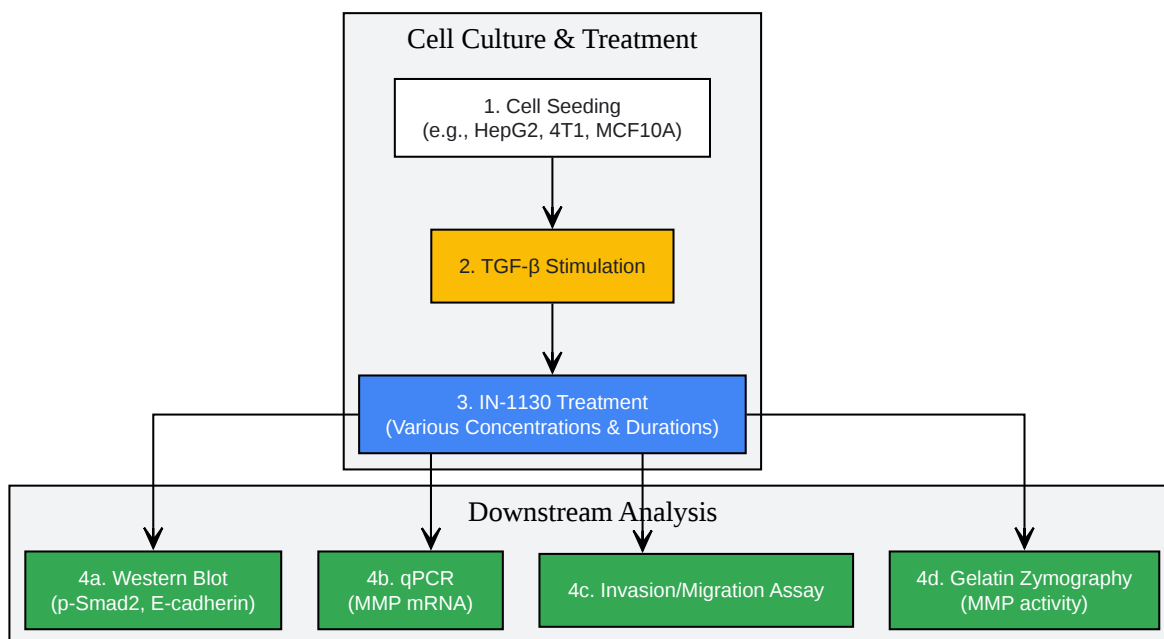 Cell Culture & Treatment
1. Cell Seeding
(e.g., HepG2, 4T1, MCF10A)
2. TGF-β Stimulation
3. IN-1130 Treatment
(Various Concentrations & Durations)
Downstream Analysis
4a. Western Blot
(p-Smad2, E-cadherin)
4b. qPCR
(MMP mRNA)
4c. Invasion/Migration Assay
4d. Gelatin Zymography
(MMP activity)